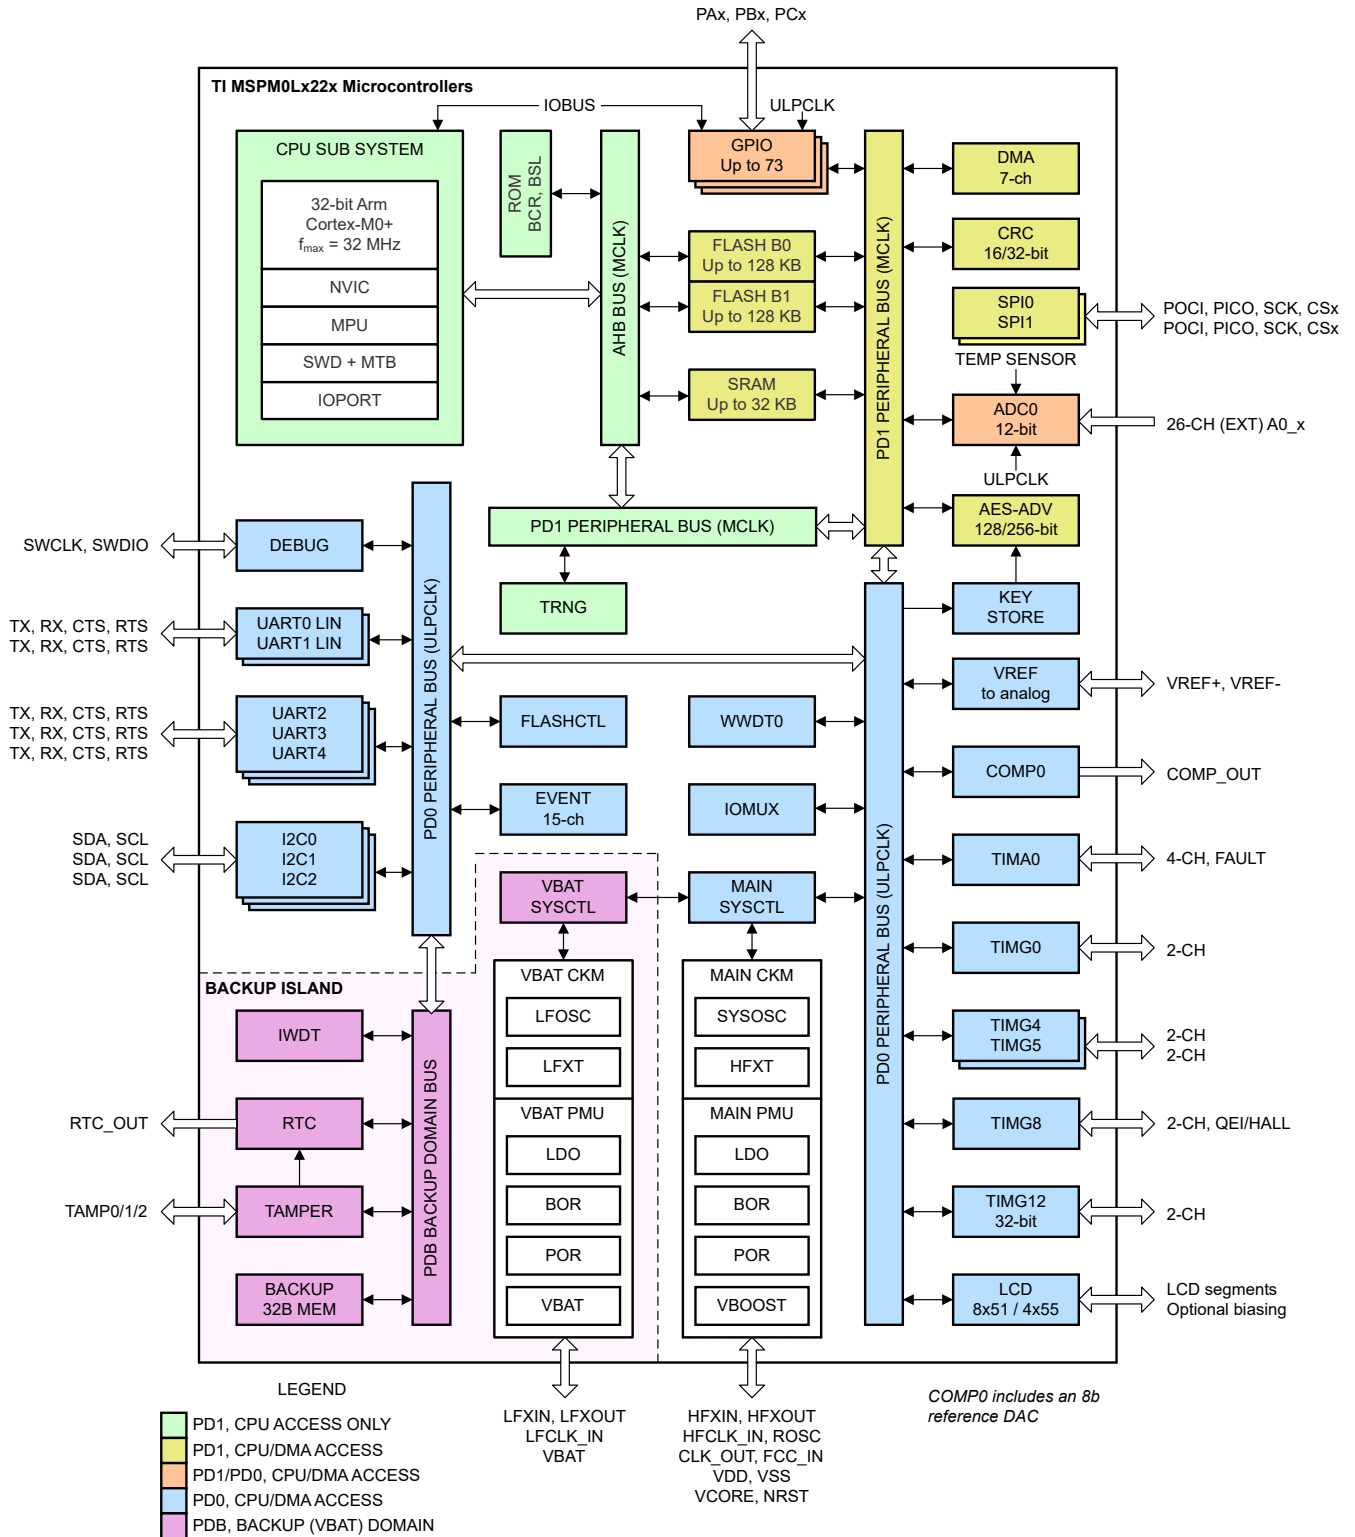 PAx, PBx, PCx
TI MSPM0Lx22x Microcontrollers
IOBUS
ULPCLK
CPU SUB SYSTEM
32-bit Arm
Cortex-M0+
fmax = 32 MHz
NVIC
MPU
SWD + MTB
IOPORT
ROM
BCR, BSL
AHB BUS (MCLK)
GPIO
Up to 73
FLASH B0
Up to 128 KB
FLASH B1
Up to 128 KB
SRAM
Up to 32 KB
PD1 PERIPHERAL BUS (MCLK)
DMA
7-ch
CRC
16/32-bit
SPI0
SPI1
POCI, PICO, SCK, CSx
POCI, PICO, SCK, CSx
TEMP SENSOR
ADC0
12-bit
26-CH (EXT) A0_x
ULPCLK
AES-ADV
128/256-bit
PD1 PERIPHERAL BUS (MCLK)
TRNG
KEY
STORE
SWCLK, SWDIO
DEBUG
TX, RX, CTS, RTS
TX, RX, CTS, RTS
UART0 LIN
UART1 LIN
TX, RX, CTS, RTS
TX, RX, CTS, RTS
TX, RX, CTS, RTS
UART2
UART3
UART4
SDA, SCL
SDA, SCL
SDA, SCL
I2C0
I2C1
I2C2
PD0 PERIPHERAL BUS (ULPCLK)
FLASHCTL
EVENT
15-ch
WWDT0
IOMUX
VBAT
SYSCTL
MAIN
SYSCTL
PD0 PERIPHERAL BUS (ULPCLK)
VREF
to analog
VREF+, VREF-
COMP0
COMP_OUT
TIMA0
4-CH, FAULT
TIMG0
2-CH
TIMG4
TIMG5
2-CH
2-CH
TIMG8
2-CH, QEI/HALL
TIMG12
32-bit
2-CH
LCD
8x51 / 4x55
LCD segments
Optional biasing
BACKUP ISLAND
IWDT
RTC_OUT
RTC
TAMP0/1/2
TAMPER
BACKUP
32B MEM
PDB BACKUP DOMAIN BUS
VBAT CKM
LFOSC
LFXT
VBAT PMU
LDO
BOR
POR
VBAT
MAIN CKM
SYSOSC
HFXT
MAIN PMU
LDO
BOR
POR
VBOOST
LFXIN, LFXOUT
LFCLK_IN
VBAT
HFXIN, HFXOUT
HFCLK_IN, ROSC
CLK_OUT, FCC_IN
VDD, VSS
VCORE, NRST
COMP0 includes an 8b
reference DAC
LEGEND
PD1, CPU ACCESS ONLY
PD1, CPU/DMA ACCESS
PD1/PD0, CPU/DMA ACCESS
PD0, CPU/DMA ACCESS
PDB, BACKUP (VBAT) DOMAIN